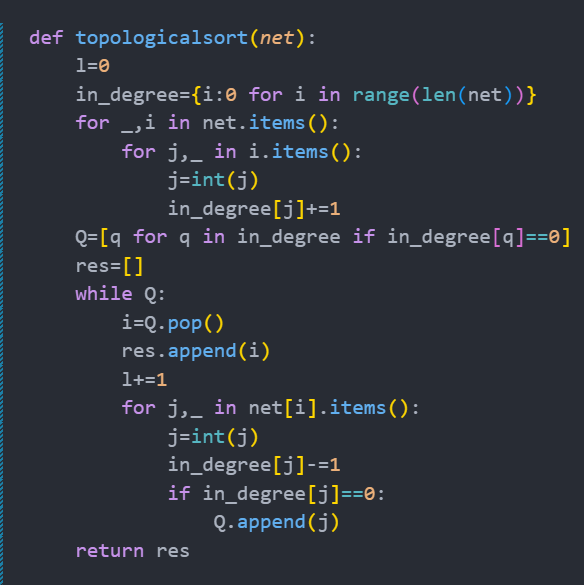 def topologicalsort(net):
    l=0
    in_degree={i:0 for i in range(len(net))}
    for _,i in net.items():
        for j,_ in i.items():
            j=int(j)
            in_degree[j]+=1
    Q=[q for q in in_degree if in_degree[q]==0]
    res=[]
    while Q:
        i=Q.pop()
        res.append(i)
        l+=1
        for j,_ in net[i].items():
            j=int(j)
            in_degree[j]-=1
            if in_degree[j]==0:
                Q.append(j)
    return res